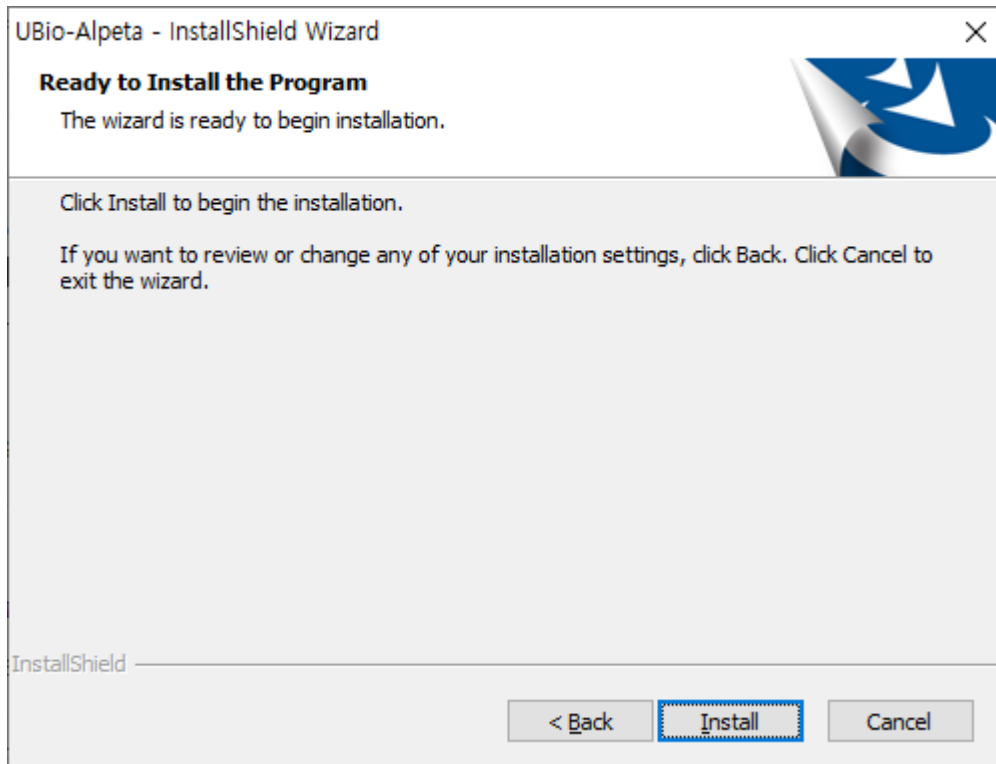 UBio-Alpeta - InstallShield Wizard
Ready to Install the Program
The wizard is ready to begin installation.
Click Install to begin the installation.
If you want to review or change any of your installation settings, click Back. Click Cancel to
exit the wizard.
InstallShield
< Back
Install
Cancel